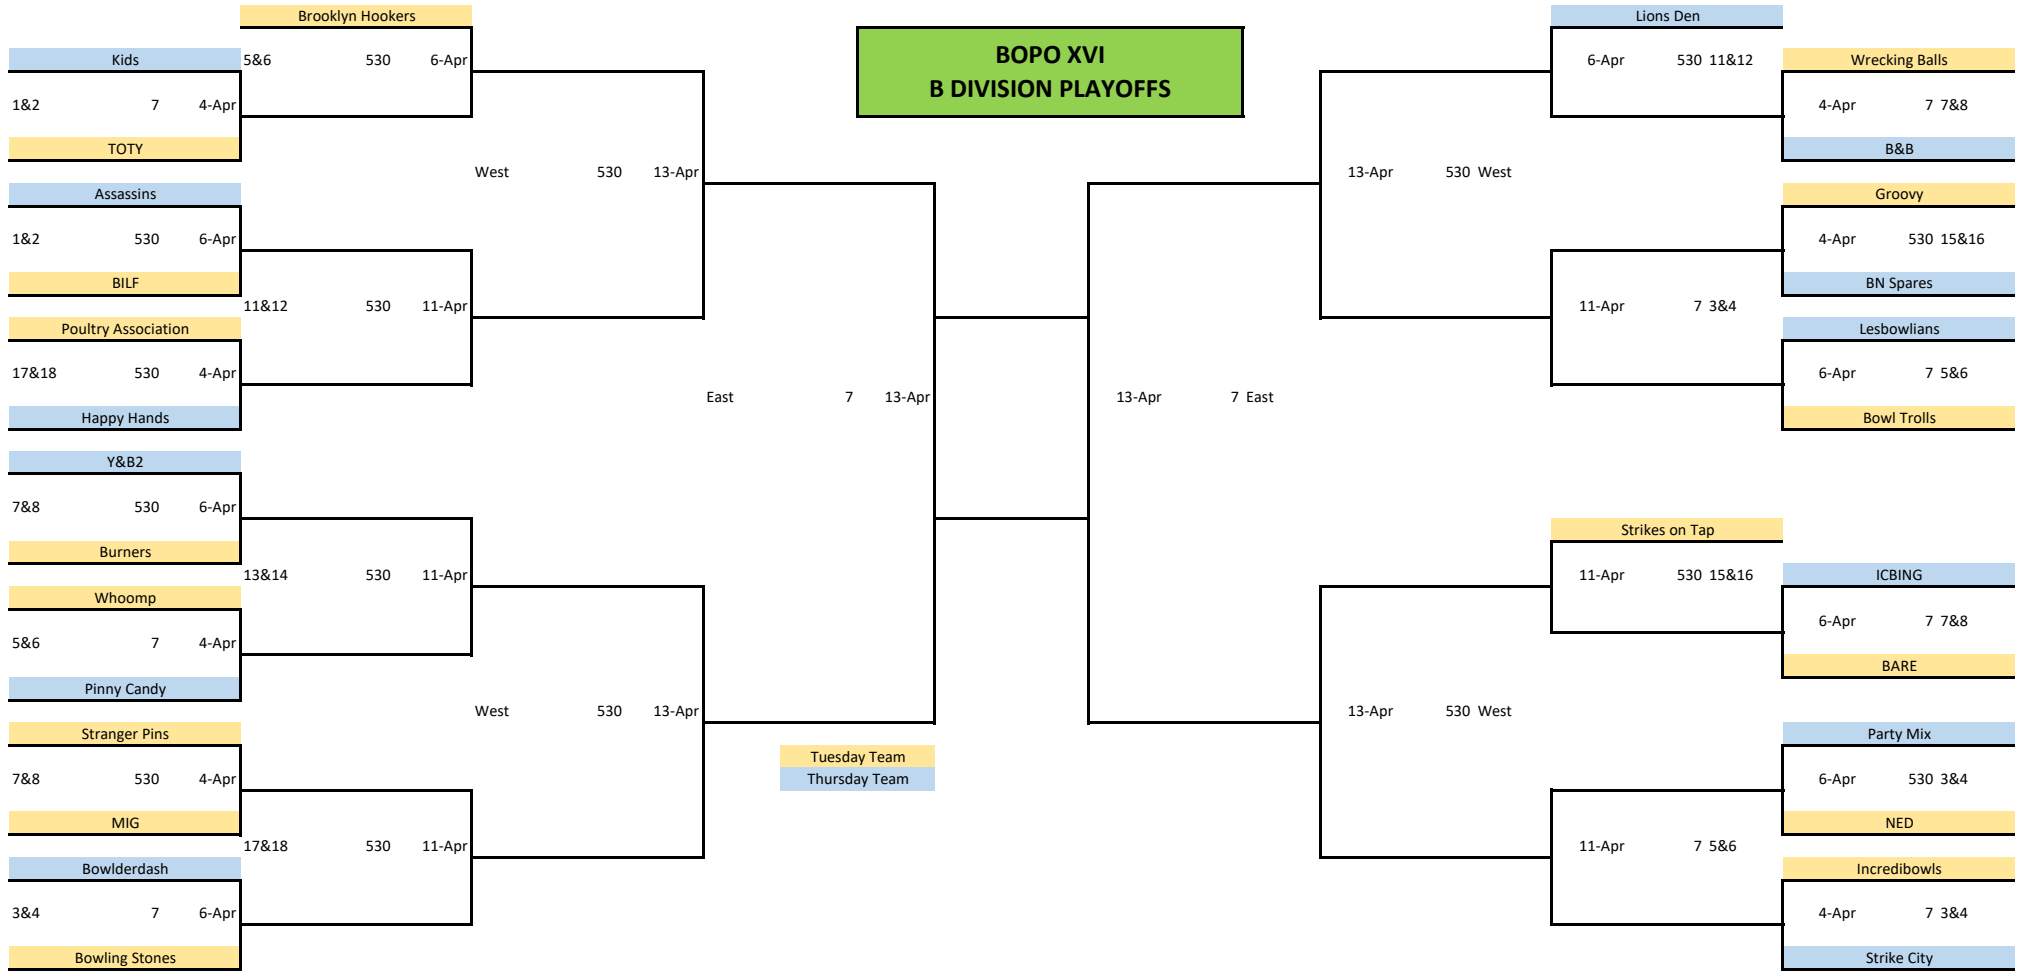 Brooklyn Hookers
Lions Den
BOPO XVI
B DIVISION PLAYOFFS
Kids
5&6 530 6-Apr
6-Apr 530 11&12
Wrecking Balls
1&2 7 4-Apr
4-Apr 7 7&8
TOTY
B&B
West 530 13-Apr
13-Apr 530 West
Assassins
Groovy
1&2 530 6-Apr
4-Apr 530 15&16
BILF
BN Spares
11&12 530 11-Apr
11-Apr 7 3&4
Poultry Association
Lesbowlians
17&18 530 4-Apr
6-Apr 7 5&6
East 7 13-Apr
13-Apr 7 East
Happy Hands
Bowl Trolls
Y&B2
7&8 530 6-Apr
Strikes on Tap
Burners
13&14 530 11-Apr
11-Apr 530 15&16
ICBING
Whoomp
5&6 7 4-Apr
6-Apr 7 7&8
BARE
Pinny Candy
West 530 13-Apr
13-Apr 530 West
Stranger Pins
Party Mix
Tuesday Team
Thursday Team
7&8 530 4-Apr
6-Apr 530 3&4
MIG
NED
17&18 530 11-Apr
11-Apr 7 5&6
Bowlderdash
Incredibowls
3&4 7 6-Apr
4-Apr 7 3&4
Bowling Stones
Strike City